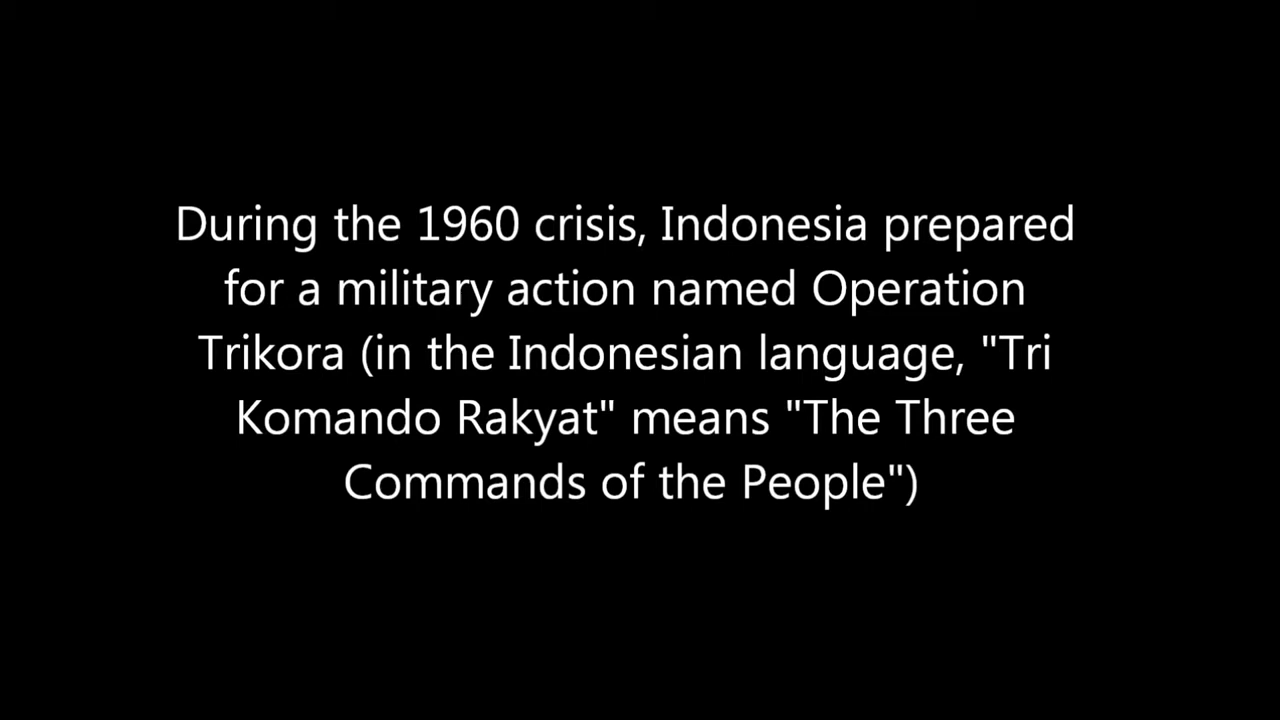 During the 1960 crisis, Indonesia prepared
for a military action named Operation
Trikora (in the Indonesian language, "Tri
Komando Rakyat" means "The Three
Commands of the People")